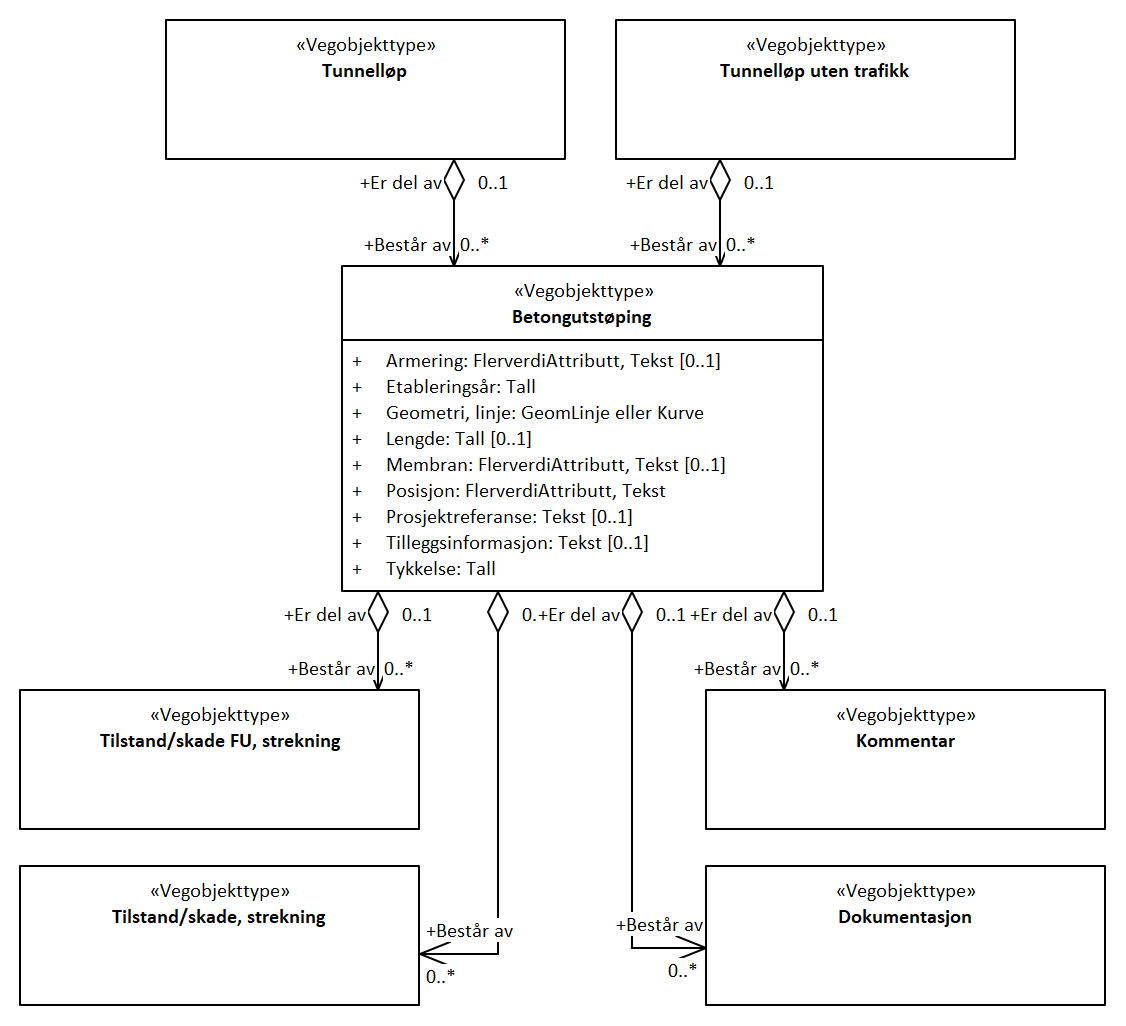 «Vegobjekttype»
Tunnelløp
«Vegobjekttype»
Tunnelløp uten trafikk
+Er del av 0..1
+Er del av 0..1
+Består av 0..*
+Består av 0..*
«Vegobjekttype»
Betongutstøping
+ Armering: FlerverdiAttributt, Tekst [0..1]
+ Etableringsår: Tall
+ Geometri, linje: GeomLinje eller Kurve
+ Lengde: Tall [0..1]
+ Membran: FlerverdiAttributt, Tekst [0..1]
+ Posisjon: FlerverdiAttributt, Tekst
+ Prosjektreferanse: Tekst [0..1]
+ Tilleggsinformasjon: Tekst [0..1]
+ Tykkelse: Tall
+Er del av 0..1
0.
+Er del av 0..1
+Er del av 0..1
+Består av 0..*
+Består av 0..*
«Vegobjekttype»
Tilstand/skade FU, strekning
«Vegobjekttype»
Kommentar
«Vegobjekttype»
Tilstand/skade, strekning
+Består av
0..*
+Består av
0..*
«Vegobjekttype»
Dokumentasjon